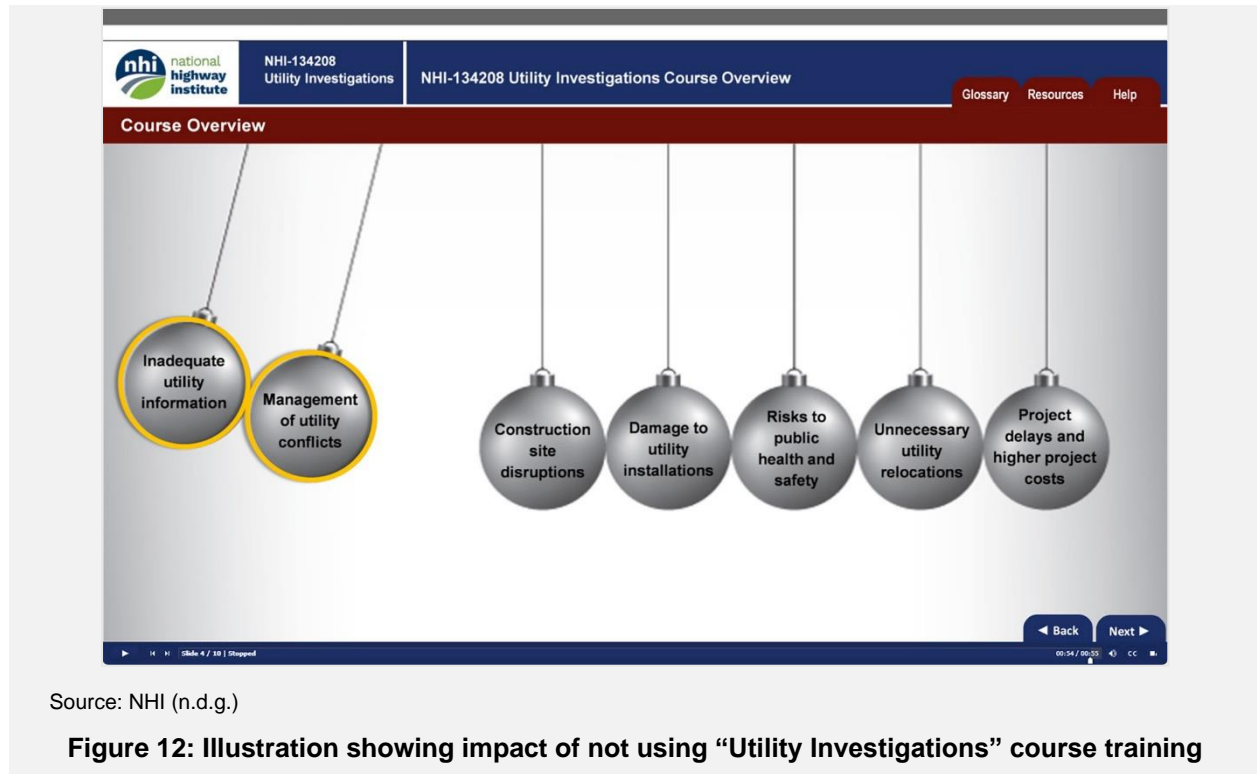 nhi
national
highway
institute
NHI-134208
Utility Investigations
NHI-134208 Utility Investigations Course Overview
Glossary
Resources
Help
Course Overview
Inadequate
utility
information
Management
of utility
conflicts
Construction
site
disruptions
Damage to
utility
installations
Risks to
public
health and
safety
Unnecessary
utility
relocations
Project
delays and
higher project
costs
◄ Back
Next ►
Slide 4 / 10 | Stopped
00:54 / 00:55
CC
Source: NHI (n.d.g.)
Figure 12: Illustration showing impact of not using “Utility Investigations” course training